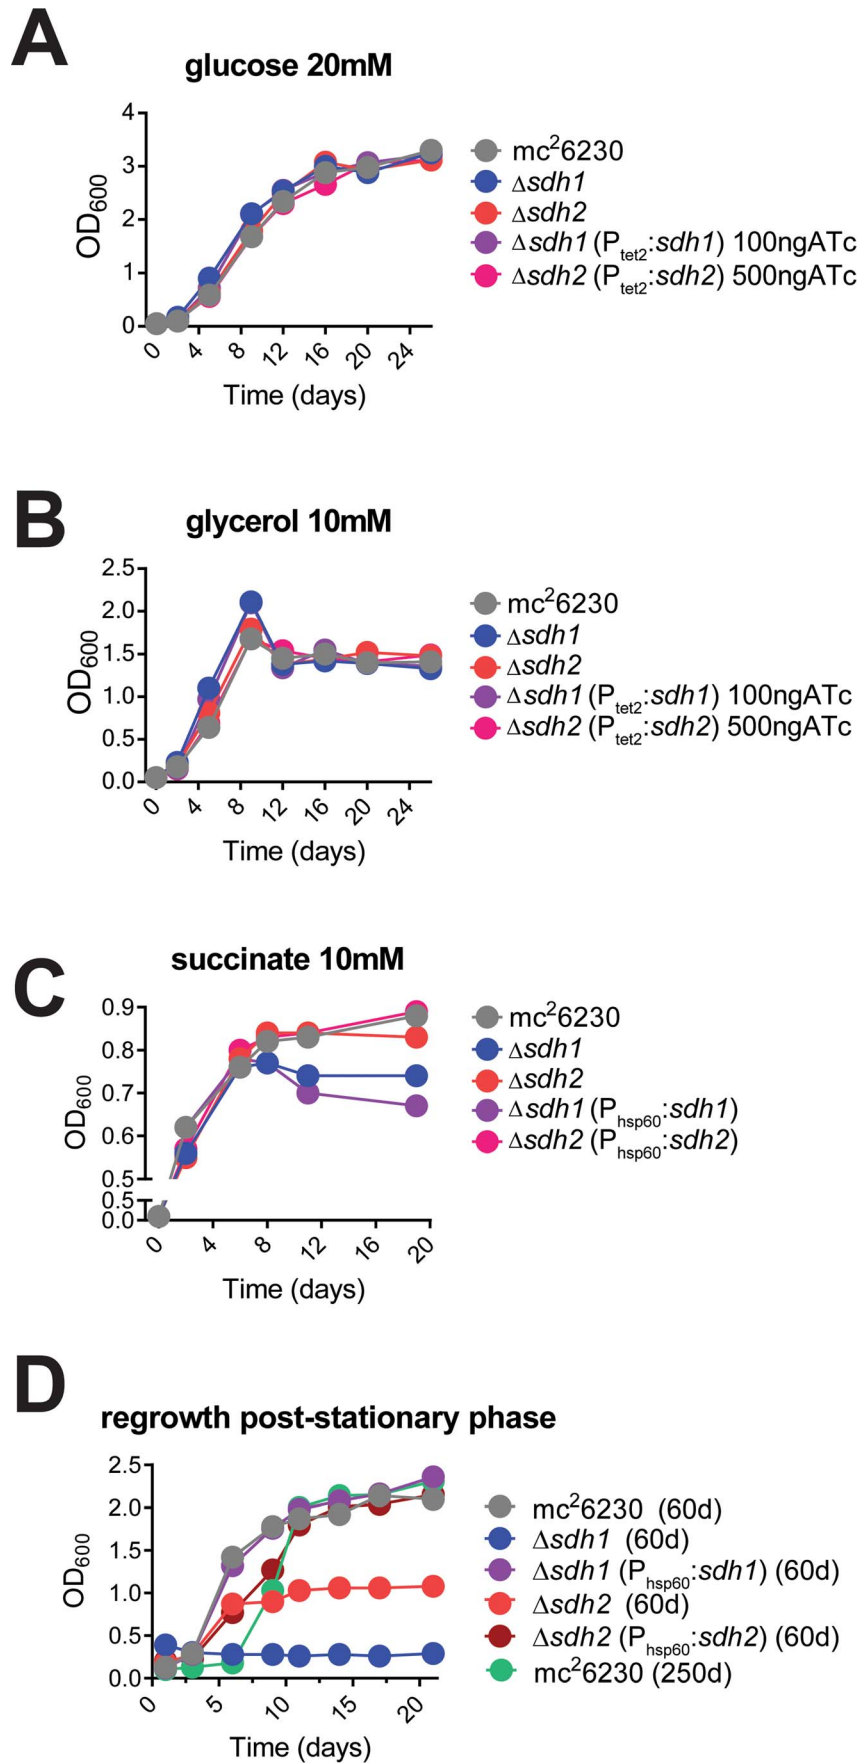 A
glucose 20mM
4
3
2
1
0
OD600
0 4 8 12 16 20 24
Time (days)
mc²6230
Δsdh1
Δsdh2
Δsdh1 (Ptet2:sdh1) 100ngATc
Δsdh2 (Ptet2:sdh2) 500ngATc
B
glycerol 10mM
2.5
2.0
1.5
1.0
0.5
0.0
OD600
0 4 8 12 16 20 24
Time (days)
mc²6230
Δsdh1
Δsdh2
Δsdh1 (Ptet2:sdh1) 100ngATc
Δsdh2 (Ptet2:sdh2) 500ngATc
C
succinate 10mM
0.9
0.8
0.7
0.6
0.5
0.5
0.0
OD600
0 4 8 12 16 20
Time (days)
mc²6230
Δsdh1
Δsdh2
Δsdh1 (Phsp60:sdh1)
Δsdh2 (Phsp60:sdh2)
D
regrowth post-stationary phase
2.5
2.0
1.5
1.0
0.5
0.0
OD600
0 5 10 15 20
Time (days)
mc²6230 (60d)
Δsdh1 (60d)
Δsdh1 (Phsp60:sdh1) (60d)
Δsdh2 (60d)
Δsdh2 (Phsp60:sdh2) (60d)
mc²6230 (250d)